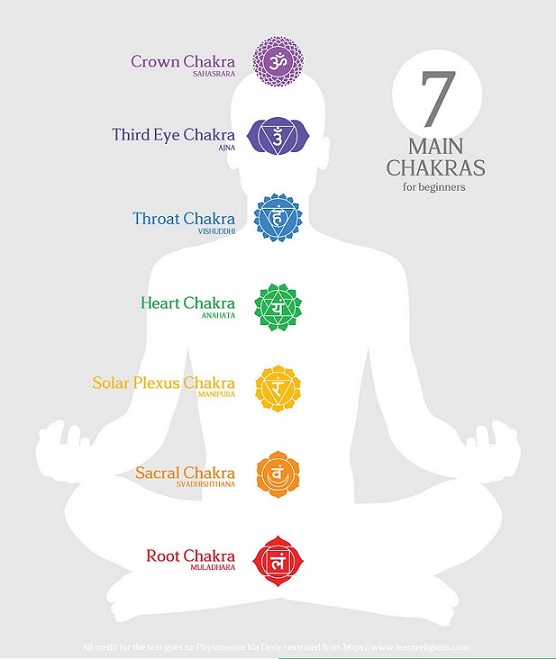 Crown Chakra
SAHASRARA
ॐ
7
MAIN
CHAKRAS
for beginners
Third Eye Chakra
AJNA
Throat Chakra
VISHUDDHI
हं
Heart Chakra
ANAHATA
यं
Solar Plexus Chakra
MANIPURA
रं
Sacral Chakra
SVADHISHTHANA
वं
Root Chakra
MULADHARA
लं
All credit for the text goes to: Phylameana lila Desy - extrated from https://www.learnreligious.com/